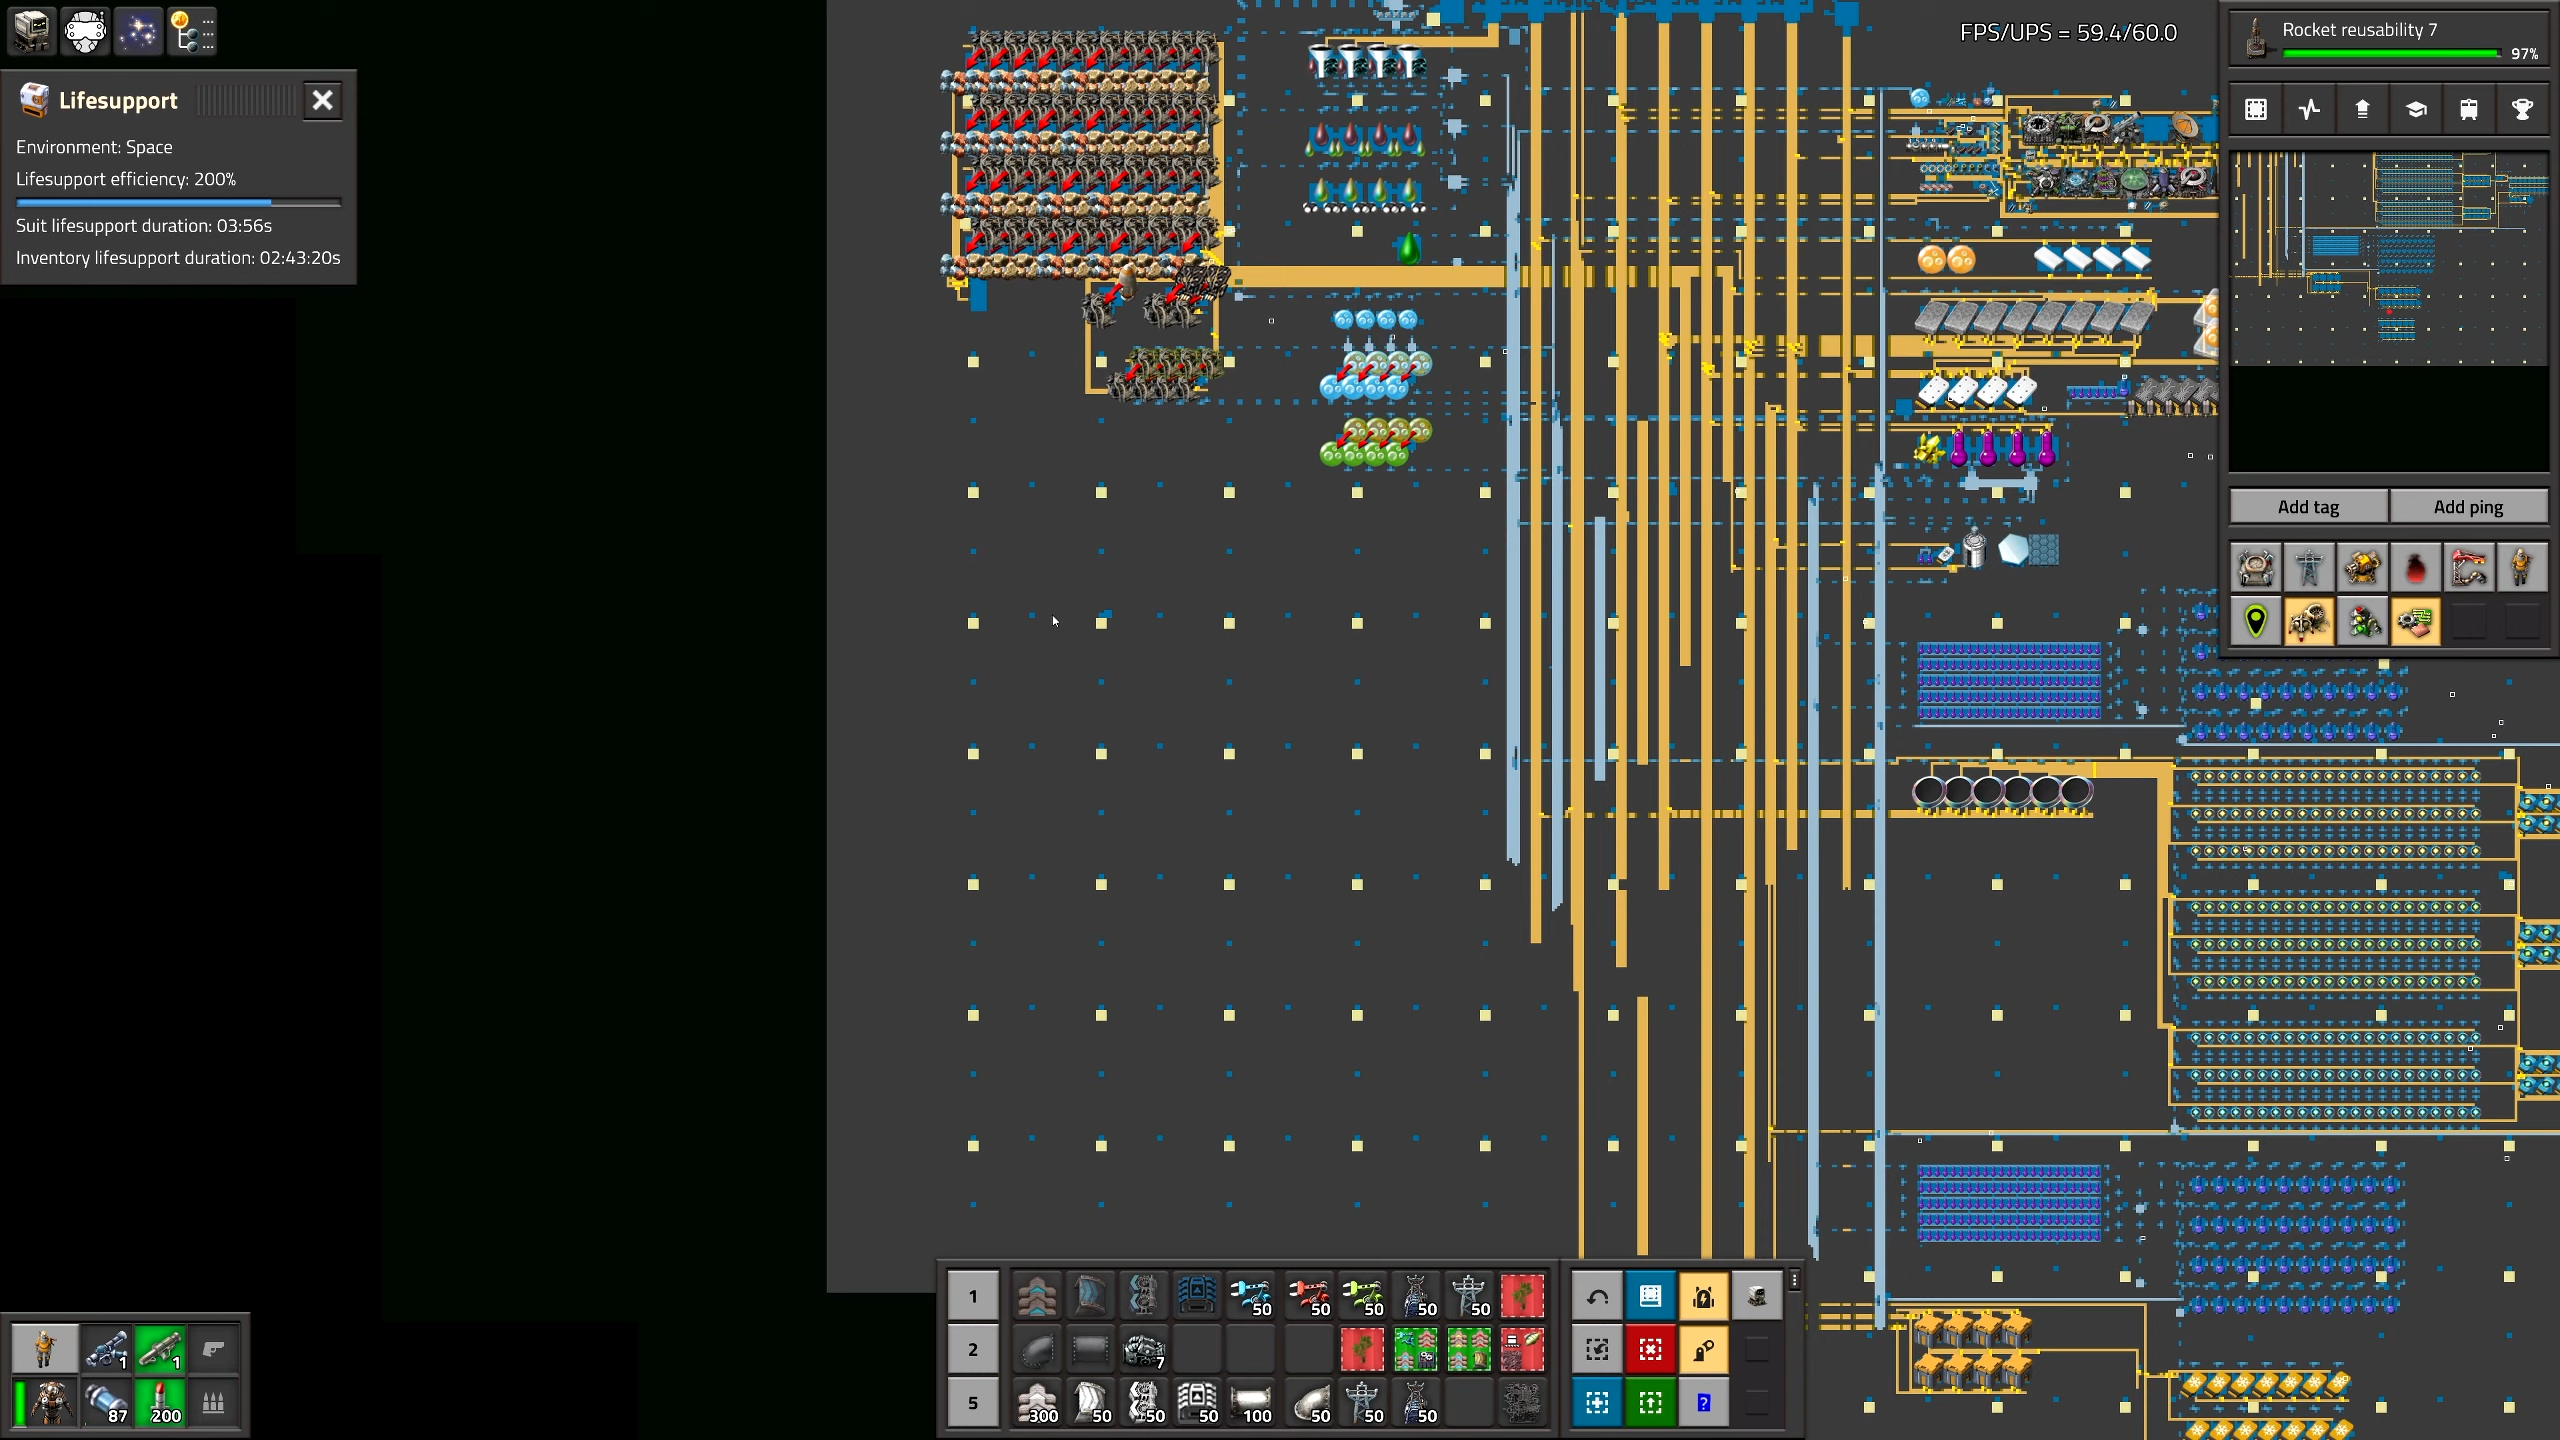 FPS/UPS = 59.4/60.0
Rocket reusability 7
97%
Lifesupport
Environment: Space
Lifesupport efficiency: 200%
Suit lifesupport duration: 03:56s
Inventory lifesupport duration: 02:43:20s
Add tag
Add ping
1
50
50
50
50
50
2
7
5
300
50
50
50
100
50
50
50
1
1
87
200
?